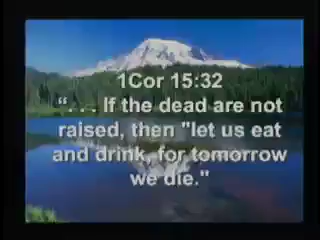 1Cor 15:32
“. . . If the dead are not
raised, then "let us eat
and drink, for tomorrow
we die."